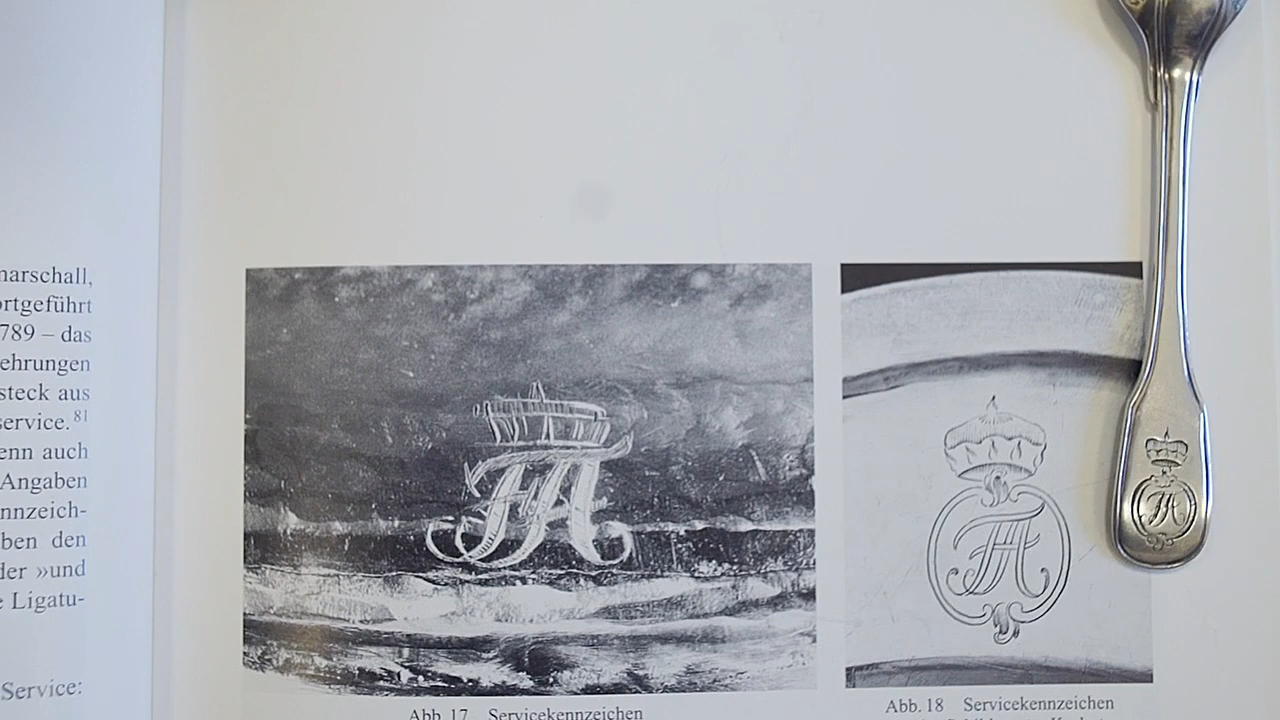 narschall,
ortgeführt
789 – das
ehrungen
steck aus
service.⁸¹
enn auch
Angaben
nnzeich-
ben den
der »und
e Ligatu-
Service:
Abb. 17 Servicekennzeichen
Abb. 18 Servicekennzeichen